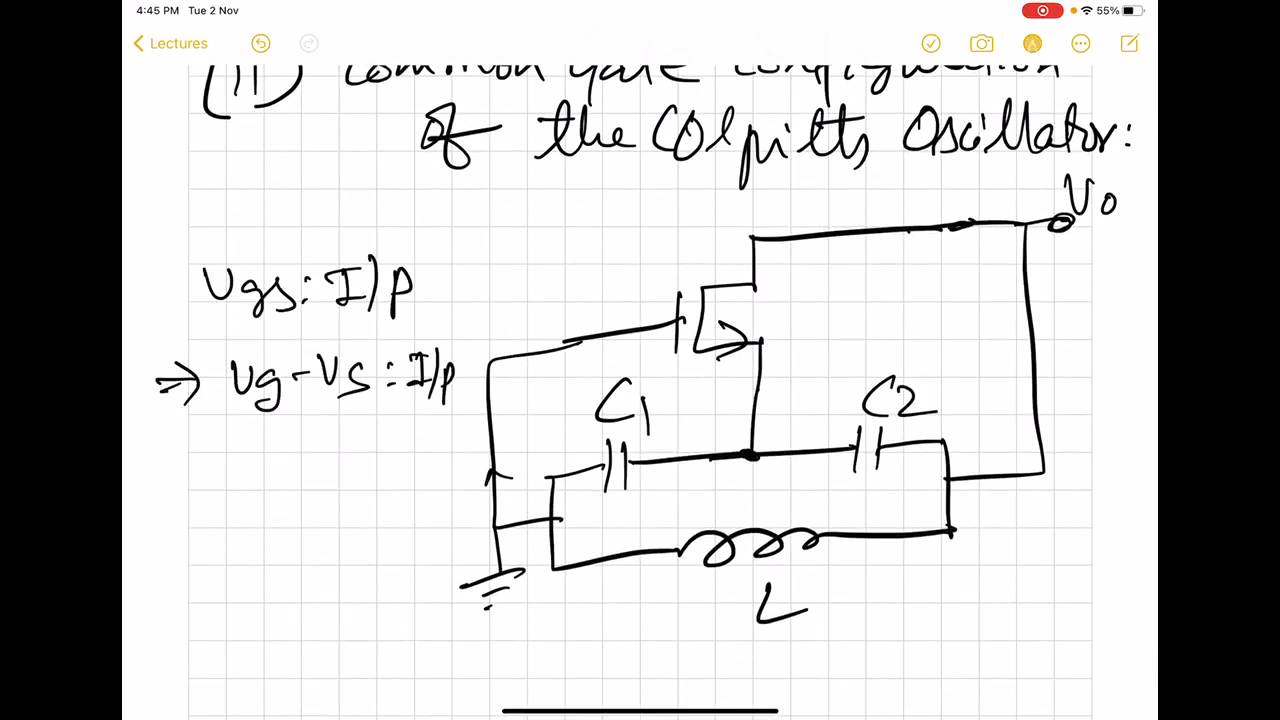 4:45 PM Tue 2 Nov
55%
Lectures
(II) Common gate configuration
of the Colpitts Oscillator:
Vo
Vgs: I/p
⇒ Vg - Vs : I/p
C1
C2
L